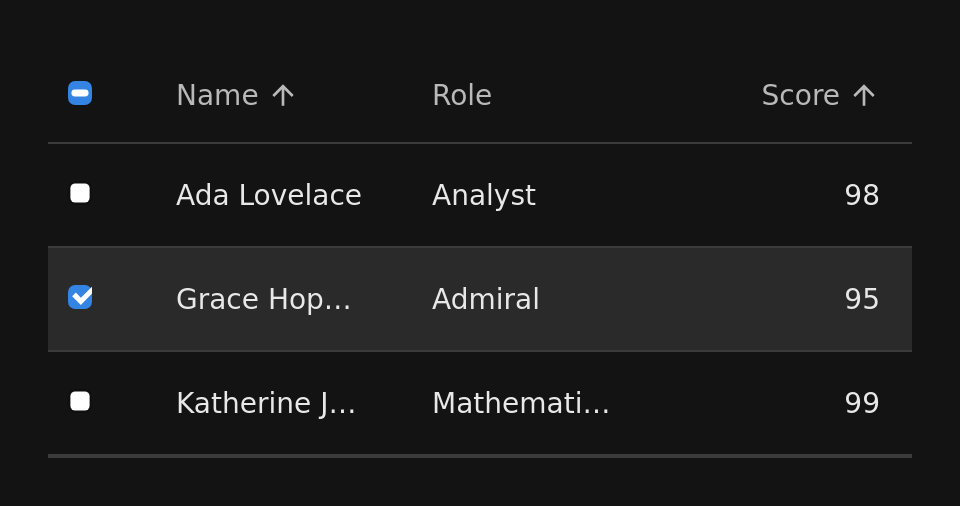 Name ↑ Role Score ↑
Ada Lovelace Analyst 98
Grace Hop… Admiral 95
Katherine J… Mathemati… 99